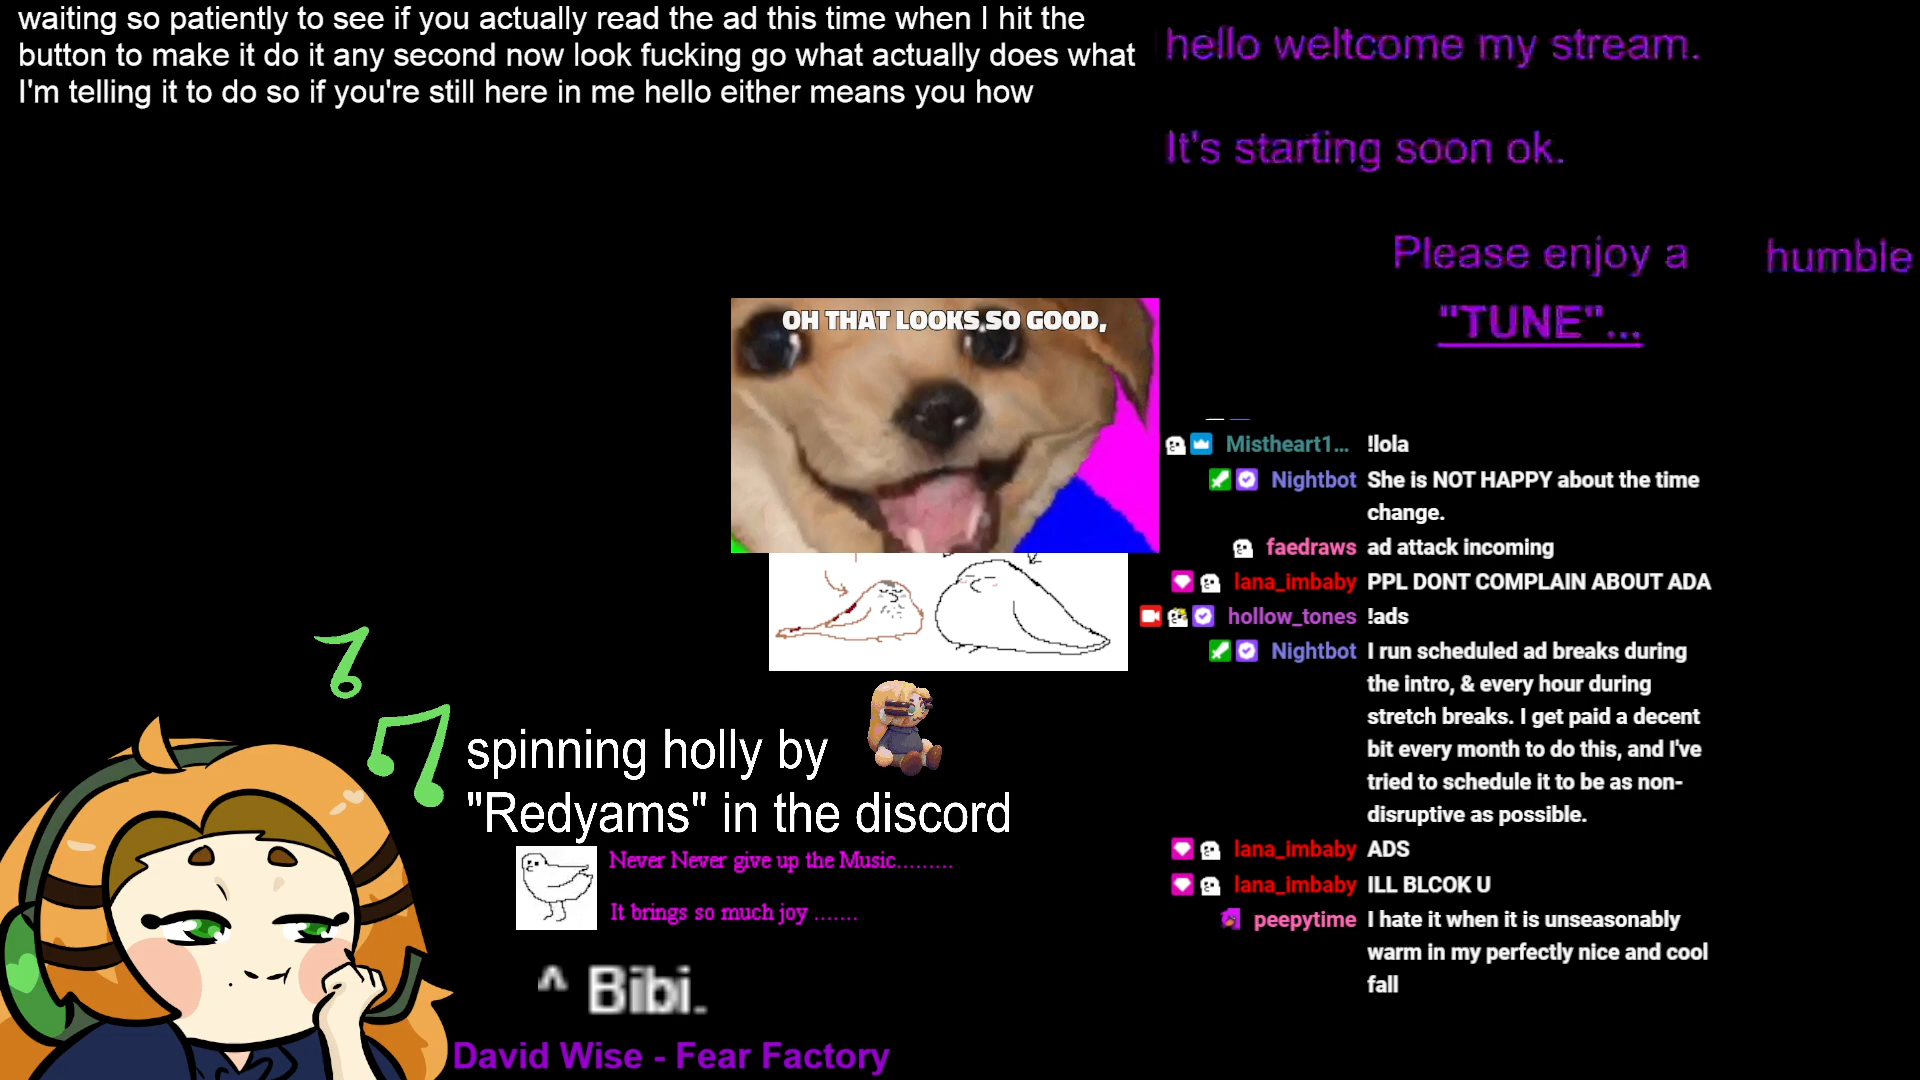 waiting so patiently to see if you actually read the ad this time when I hit the
button to make it do it any second now look fucking go what actually does what
I'm telling it to do so if you're still here in me hello either means you how
hello weltcome my stream.
It's starting soon ok.
Please enjoy a humble
"TUNE"...
OH THAT LOOKS SO GOOD,
Mistheart1... !lola
Nightbot She is NOT HAPPY about the time
change.
faedraws ad attack incoming
lana_imbaby PPL DONT COMPLAIN ABOUT ADA
hollow_tones !ads
Nightbot I run scheduled ad breaks during
the intro, & every hour during
stretch breaks. I get paid a decent
bit every month to do this, and I've
tried to schedule it to be as non-
disruptive as possible.
lana_imbaby ADS
lana_imbaby ILL BLCOK U
peepytime I hate it when it is unseasonably
warm in my perfectly nice and cool
fall
spinning holly by
"Redyams" in the discord
Never Never give up the Music.........
It brings so much joy .......
^ Bibi.
David Wise - Fear Factory